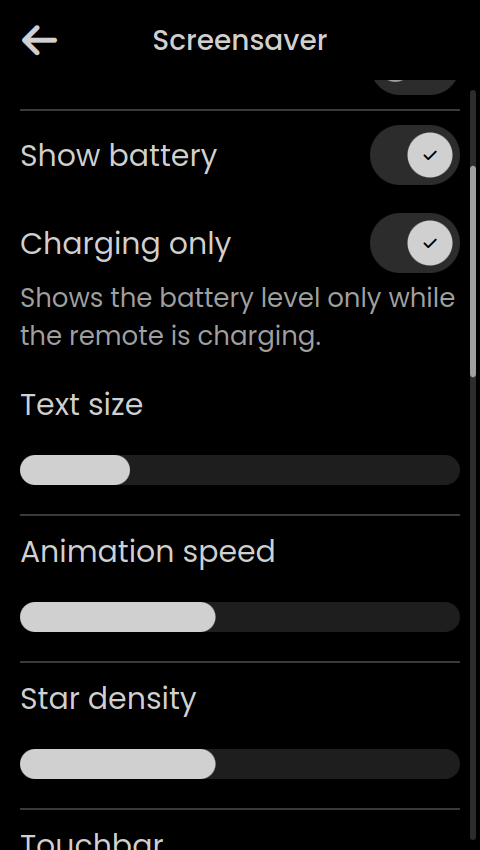 Screensaver
Show battery
Charging only
Shows the battery level only while
the remote is charging.
Text size
Animation speed
Star density
Touchbar